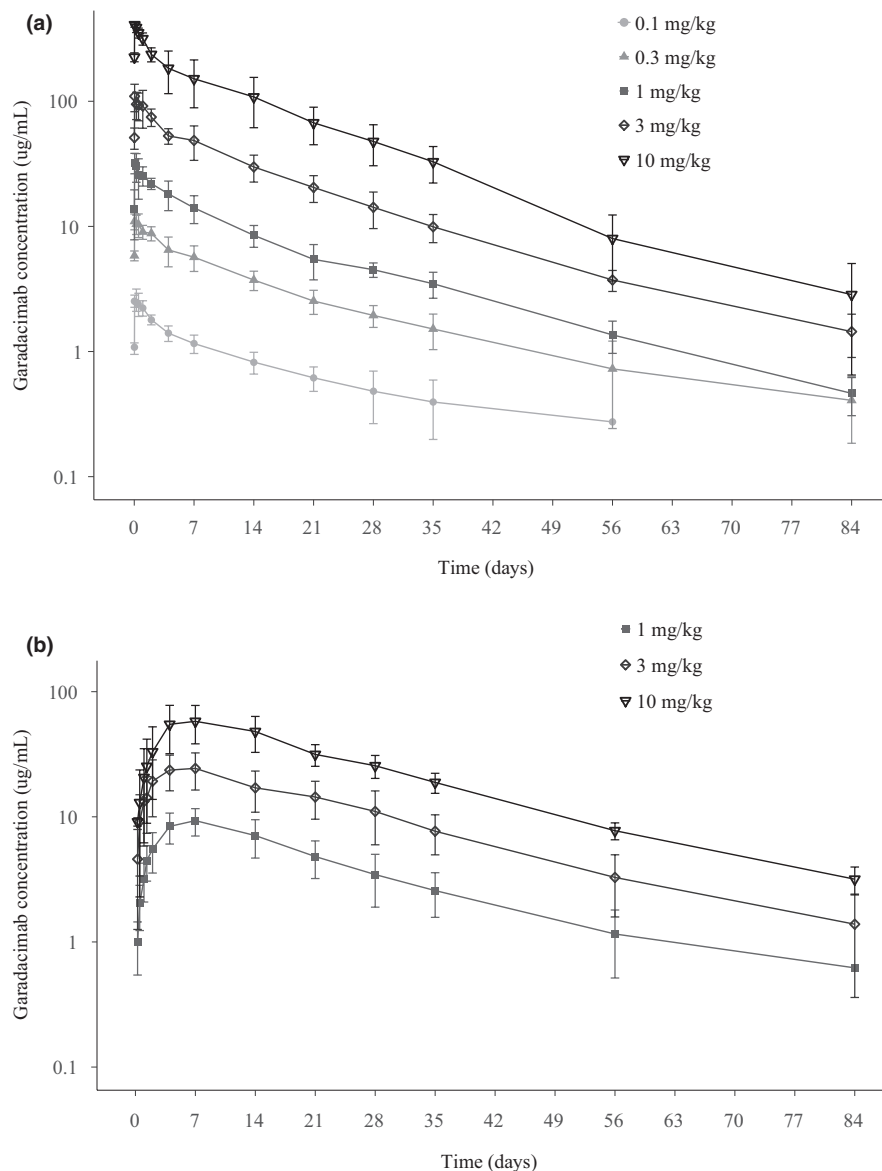 (a)
0.1 mg/kg
0.3 mg/kg
1 mg/kg
3 mg/kg
10 mg/kg
Garadacimab concentration (ug/mL)
100
10
1
0.1
0 7 14 21 28 35 42 49 56 63 70 77 84
Time (days)
(b)
1 mg/kg
3 mg/kg
10 mg/kg
Garadacimab concentration (ug/mL)
100
10
1
0.1
0 7 14 21 28 35 42 49 56 63 70 77 84
Time (days)